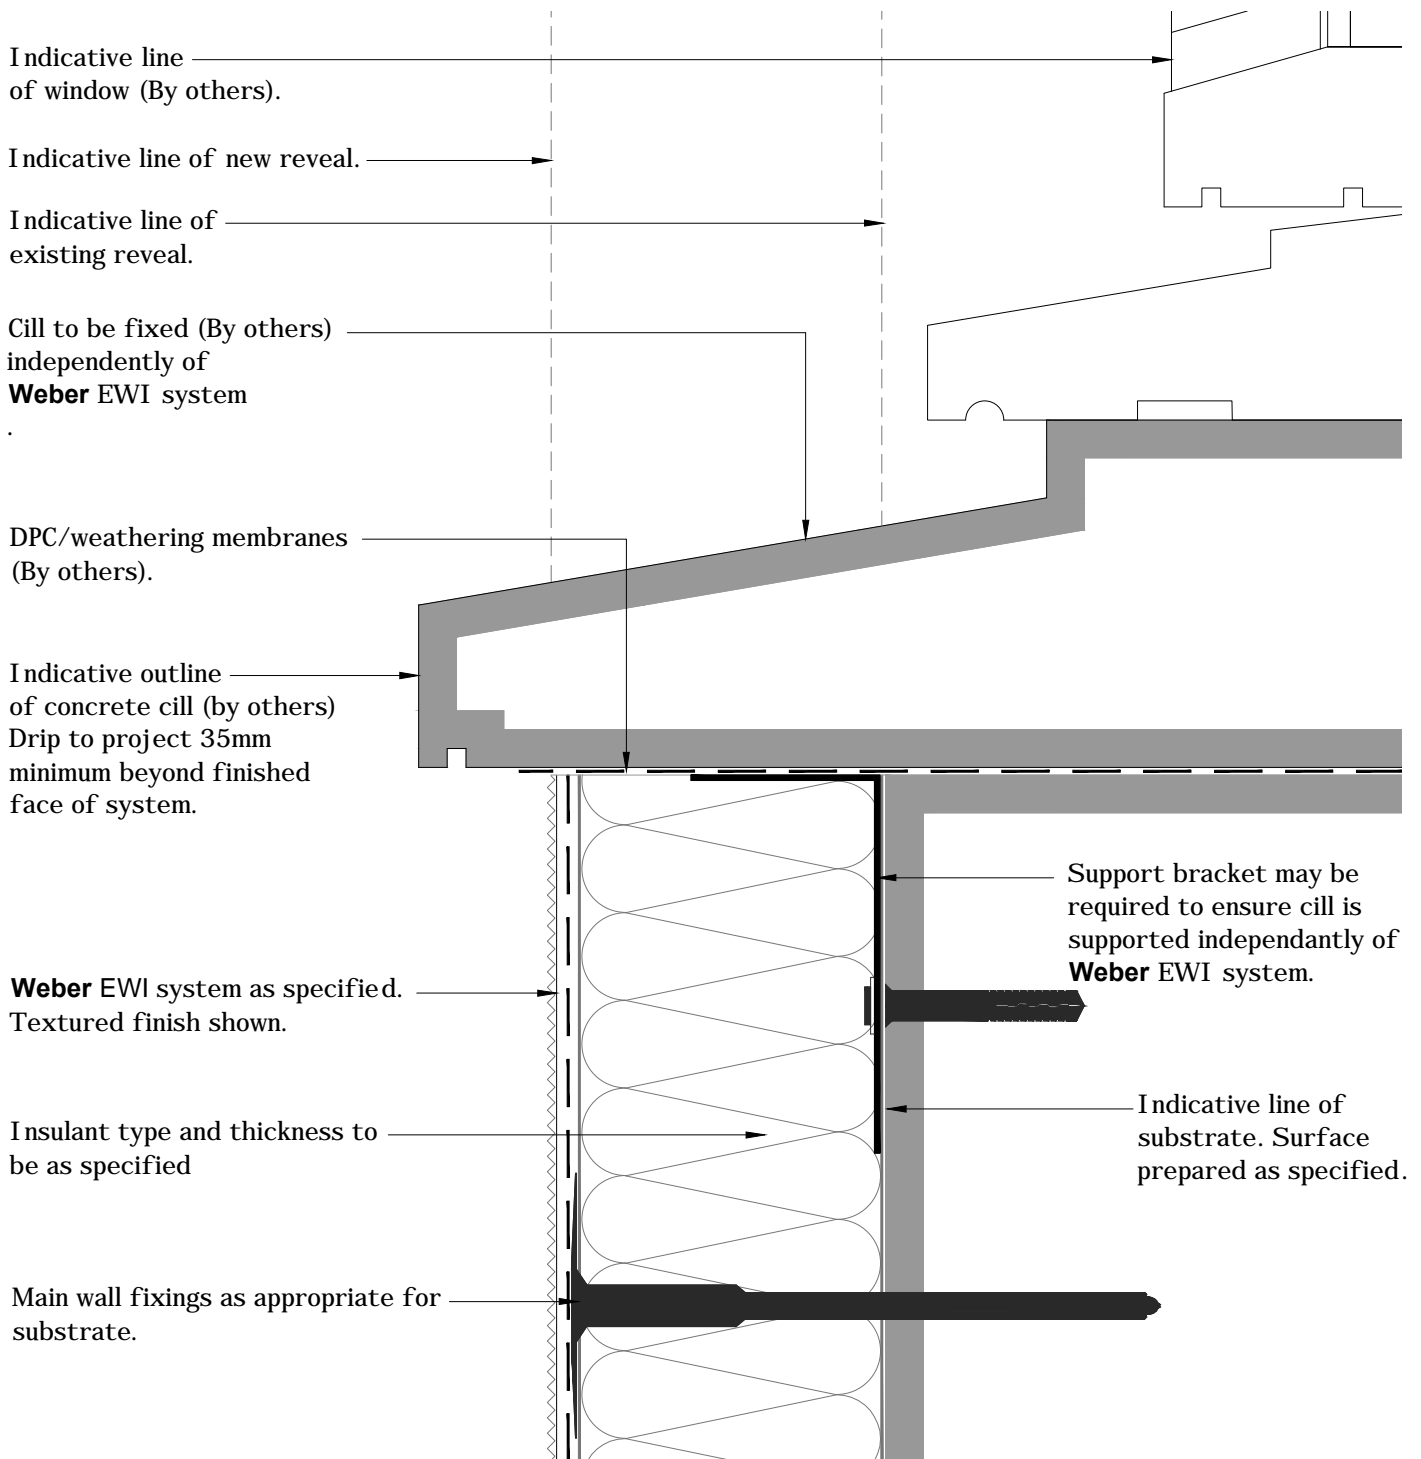 Indicative line
of window (By others).
Indicative line of new reveal.
Indicative line of
existing reveal.
Cill to be fixed (By others)
independently of
Weber EWI system
.
DPC/weathering membranes
(By others).
Indicative outline
of concrete cill (by others)
Drip to project 35mm
minimum beyond finished
face of system.
Support bracket may be
required to ensure cill is
supported independantly of
Weber EWI system.
Weber EWI system as specified.
Textured finish shown.
Indicative line of
substrate. Surface
prepared as specified.
Insulant type and thickness to
be as specified
Main wall fixings as appropriate for
substrate.